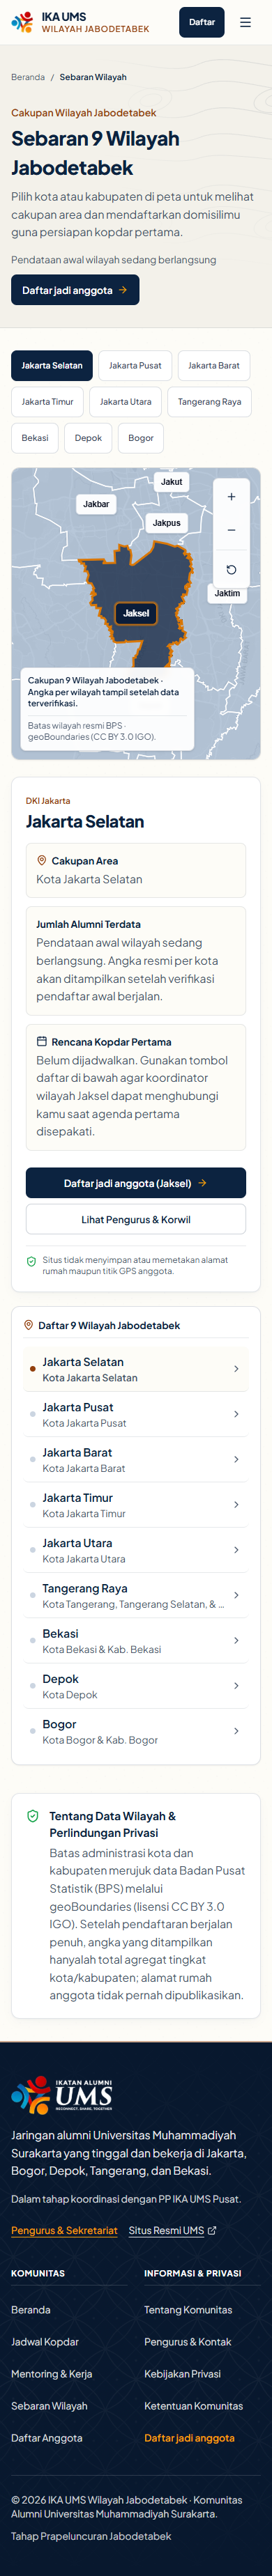 IKA UMS
WILAYAH JABODETABEK
Daftar
Beranda / Sebaran Wilayah
Cakupan Wilayah Jabodetabek
Sebaran 9 Wilayah
Jabodetabek
Pilih kota atau kabupaten di peta untuk melihat
cakupan area dan mendaftarkan domisilimu
guna persiapan kopdar pertama.
Pendataan awal wilayah sedang berlangsung
Daftar jadi anggota
Jakarta Selatan
Jakarta Pusat
Jakarta Barat
Jakarta Timur
Jakarta Utara
Tangerang Raya
Bekasi
Depok
Bogor
Jakut
Jakbar
Jakpus
Jaktim
Jaksel
Cakupan 9 Wilayah Jabodetabek ·
Angka per wilayah tampil setelah data
terverifikasi.
Batas wilayah resmi BPS ·
geoBoundaries (CC BY 3.0 IGO).
DKI Jakarta
Jakarta Selatan
Cakupan Area
Kota Jakarta Selatan
Jumlah Alumni Terdata
Pendataan awal wilayah sedang
berlangsung. Angka resmi per kota
akan ditampilkan setelah verifikasi
pendaftar awal berjalan.
Rencana Kopdar Pertama
Belum dijadwalkan. Gunakan tombol
daftar di bawah agar koordinator
wilayah Jaksel dapat menghubungi
kamu saat agenda pertama
disepakati.
Daftar jadi anggota (Jaksel)
Lihat Pengurus & Korwil
Situs tidak menyimpan atau memetakan alamat
rumah maupun titik GPS anggota.
Daftar 9 Wilayah Jabodetabek
Jakarta Selatan
Kota Jakarta Selatan
Jakarta Pusat
Kota Jakarta Pusat
Jakarta Barat
Kota Jakarta Barat
Jakarta Timur
Kota Jakarta Timur
Jakarta Utara
Kota Jakarta Utara
Tangerang Raya
Kota Tangerang, Tangerang Selatan, & ...
Bekasi
Kota Bekasi & Kab. Bekasi
Depok
Kota Depok
Bogor
Kota Bogor & Kab. Bogor
Tentang Data Wilayah &
Perlindungan Privasi
Batas administrasi kota dan
kabupaten merujuk data Badan Pusat
Statistik (BPS) melalui
geoBoundaries (lisensi CC BY 3.0
IGO). Setelah pendaftaran berjalan
penuh, angka yang ditampilkan
hanyalah total agregat tingkat
kota/kabupaten; alamat rumah
anggota tidak pernah dipublikasikan.
IKATAN ALUMNI
UMS
RECONNECT, SHARE, TOGETHER
Jaringan alumni Universitas Muhammadiyah
Surakarta yang tinggal dan bekerja di Jakarta,
Bogor, Depok, Tangerang, dan Bekasi.
Dalam tahap koordinasi dengan PP IKA UMS Pusat.
Pengurus & Sekretariat
Situs Resmi UMS
KOMUNITAS
Beranda
Jadwal Kopdar
Mentoring & Kerja
Sebaran Wilayah
Daftar Anggota
INFORMASI & PRIVASI
Tentang Komunitas
Pengurus & Kontak
Kebijakan Privasi
Ketentuan Komunitas
Daftar jadi anggota
© 2026 IKA UMS Wilayah Jabodetabek · Komunitas
Alumni Universitas Muhammadiyah Surakarta.
Tahap Prapeluncuran Jabodetabek